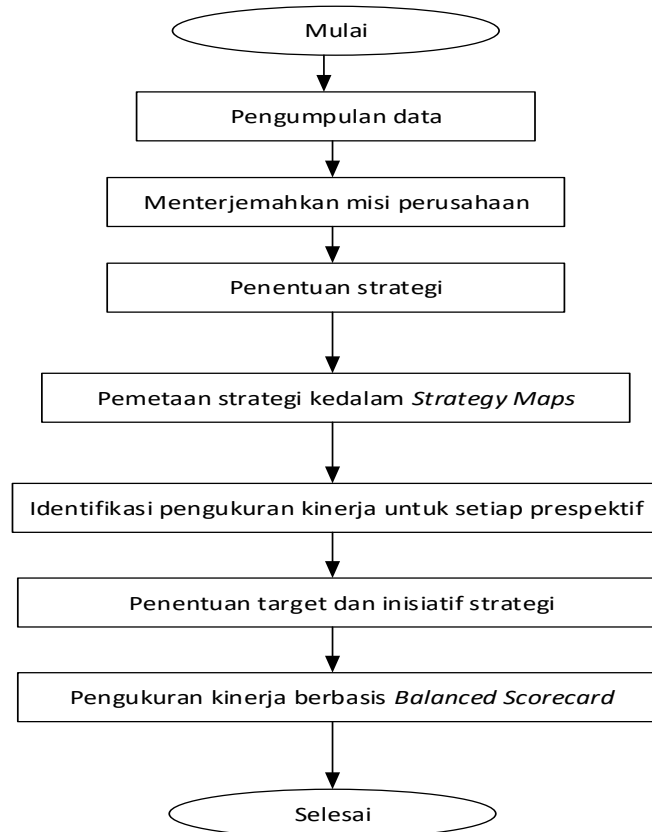 Mulai
Pengumpulan data
Menterjemahkan misi perusahaan
Penentuan strategi
Pemetaan strategi kedalam Strategy Maps
Identifikasi pengukuran kinerja untuk setiap prespektif
Penentuan target dan inisiatif strategi
Pengukuran kinerja berbasis Balanced Scorecard
Selesai